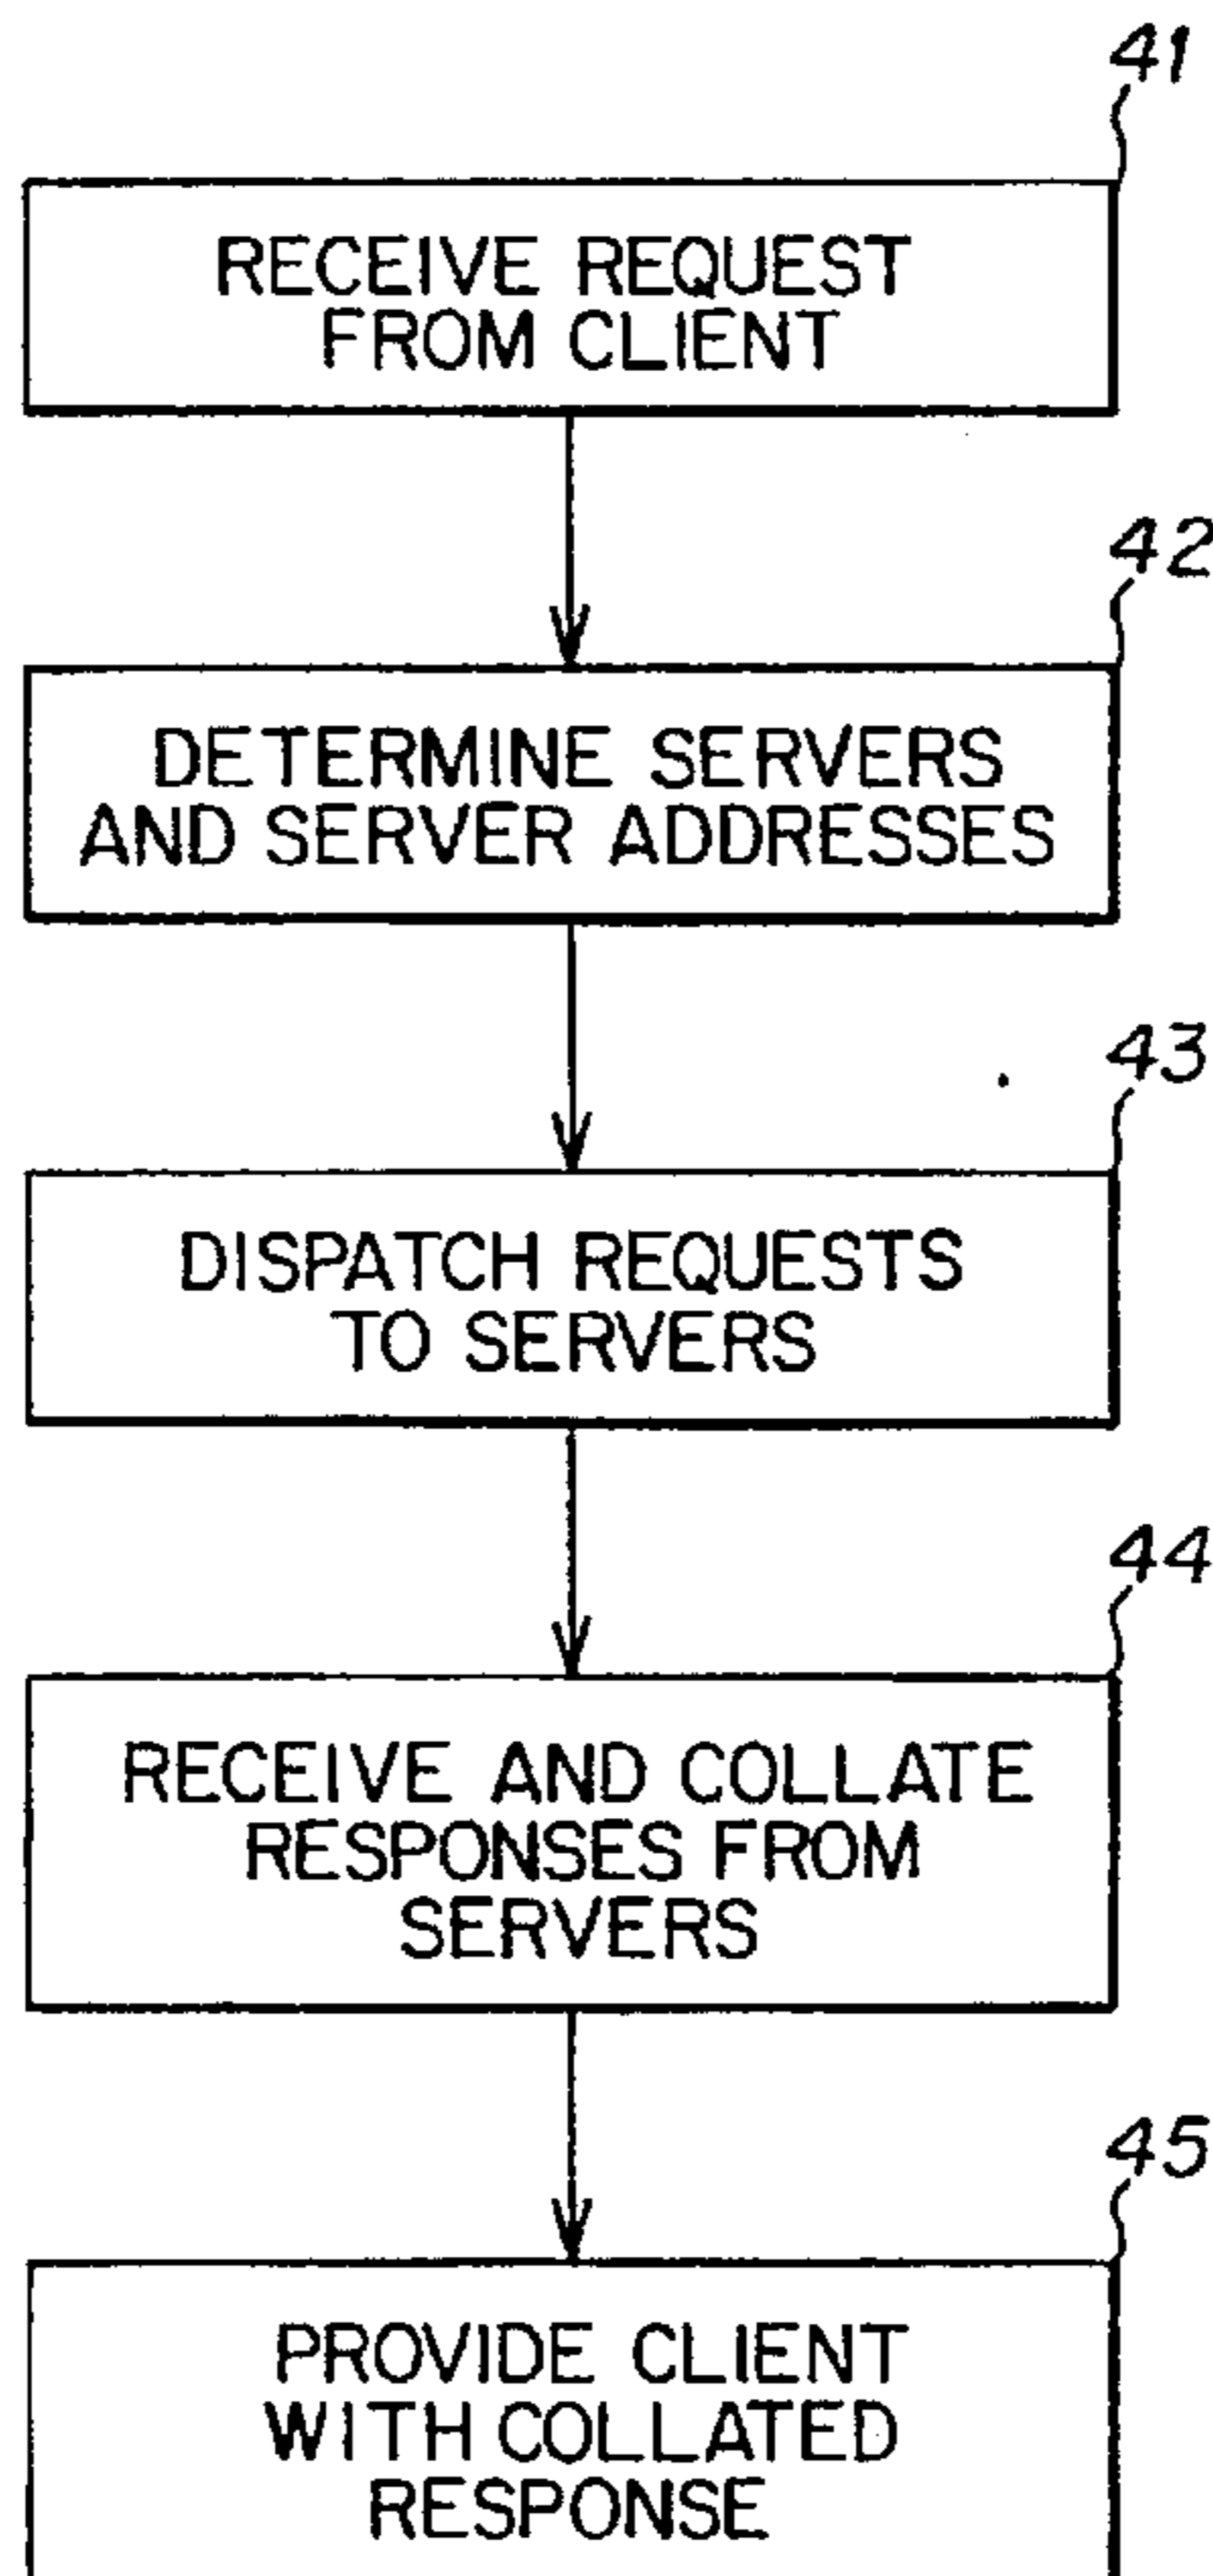 41
RECEIVE REQUEST
FROM CLIENT
42
DETERMINE SERVERS
AND SERVER ADDRESSES
43
DISPATCH REQUESTS
TO SERVERS
44
RECEIVE AND COLLATE
RESPONSES FROM
SERVERS
45
PROVIDE CLIENT
WITH COLLATED
RESPONSE